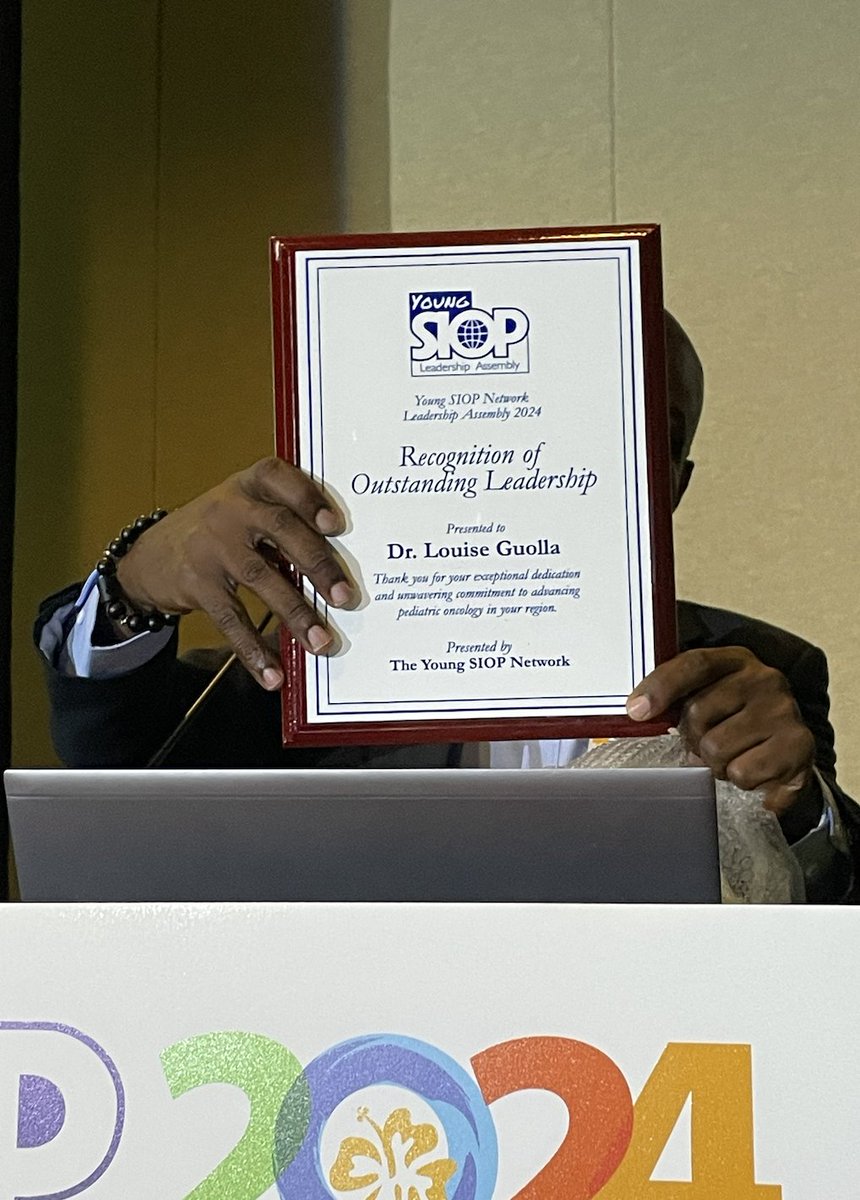 YOUNG
SIOP
Leadership Assembly
Young SIOP Network
Leadership Assembly 2024
Recognition of
Outstanding Leadership
Presented to
Dr. Louise Guolla
Thank you for your exceptional dedication
and unwavering commitment to advancing
pediatric oncology in your region.
Presented by
The Young SIOP Network
P 2024